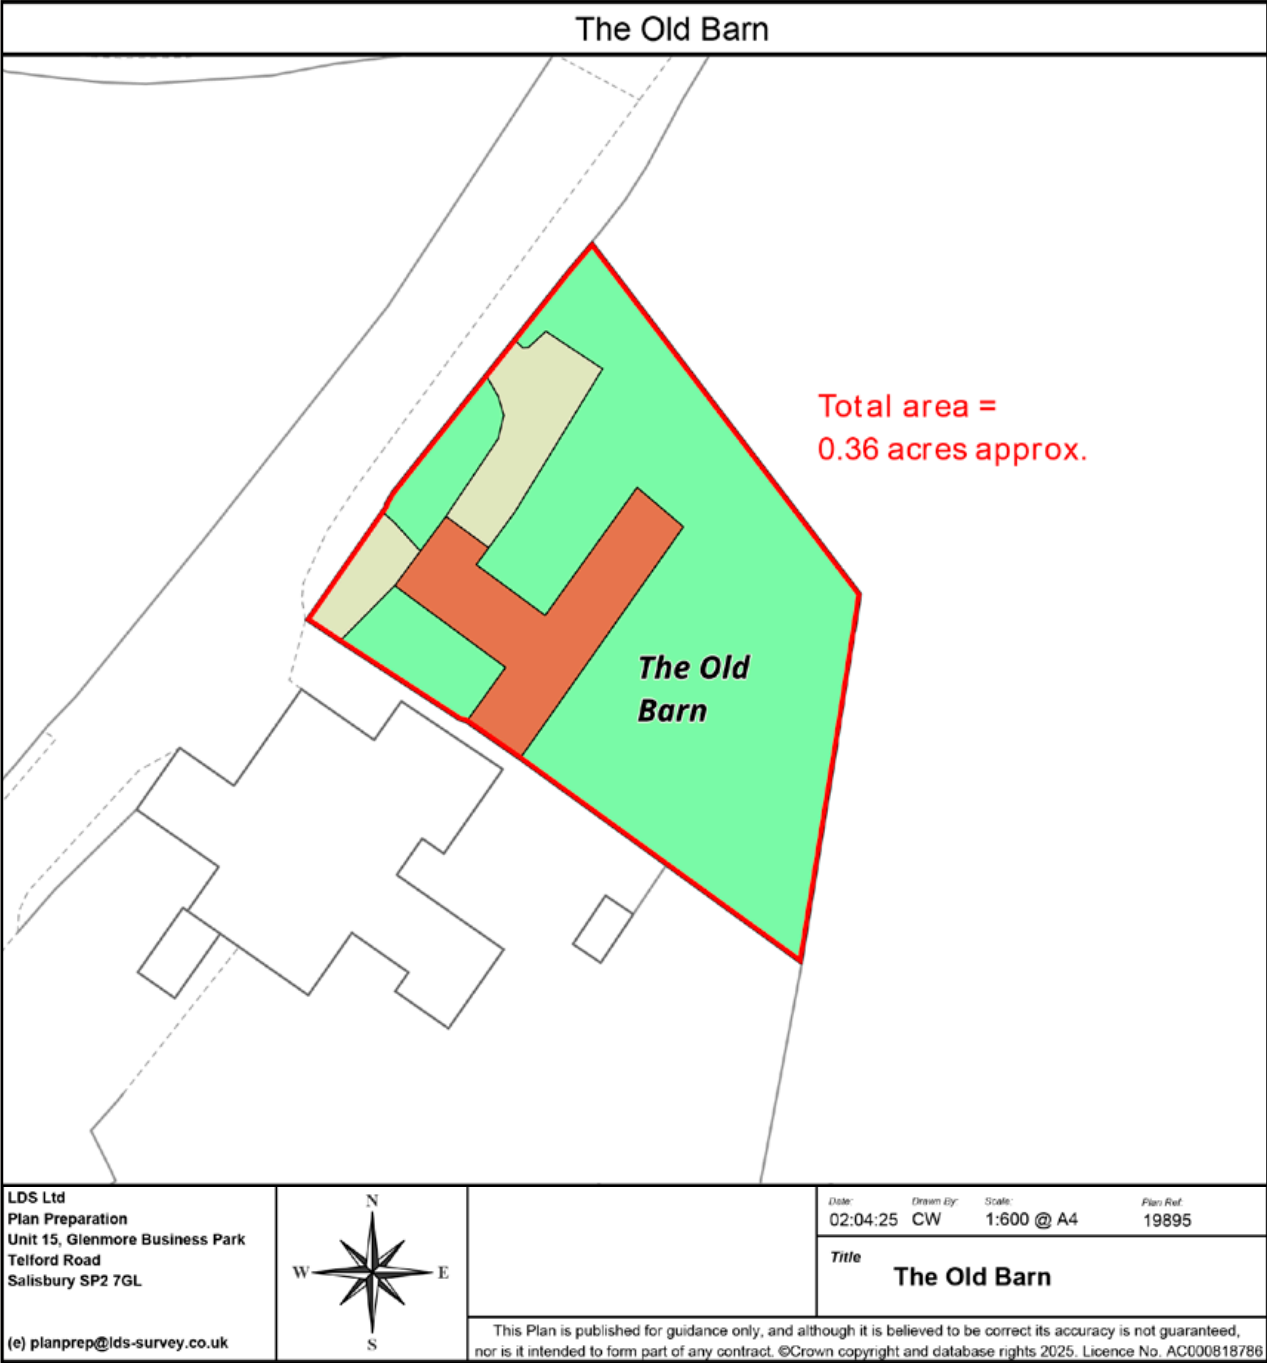 The Old Barn
Total area =
0.36 acres approx.
The Old
Barn
LDS Ltd
Plan Preparation
Unit 15, Glenmore Business Park
Telford Road
Salisbury SP2 7GL
(e) planprep@lds-survey.co.uk
N
W E
S
Date: Drawn By: Scale: Plan Ref:
02:04:25 CW 1:600 @ A4 19895
Title
The Old Barn
This Plan is published for guidance only, and although it is believed to be correct its accuracy is not guaranteed,
nor is it intended to form part of any contract. ©Crown copyright and database rights 2025. Licence No. AC000818786